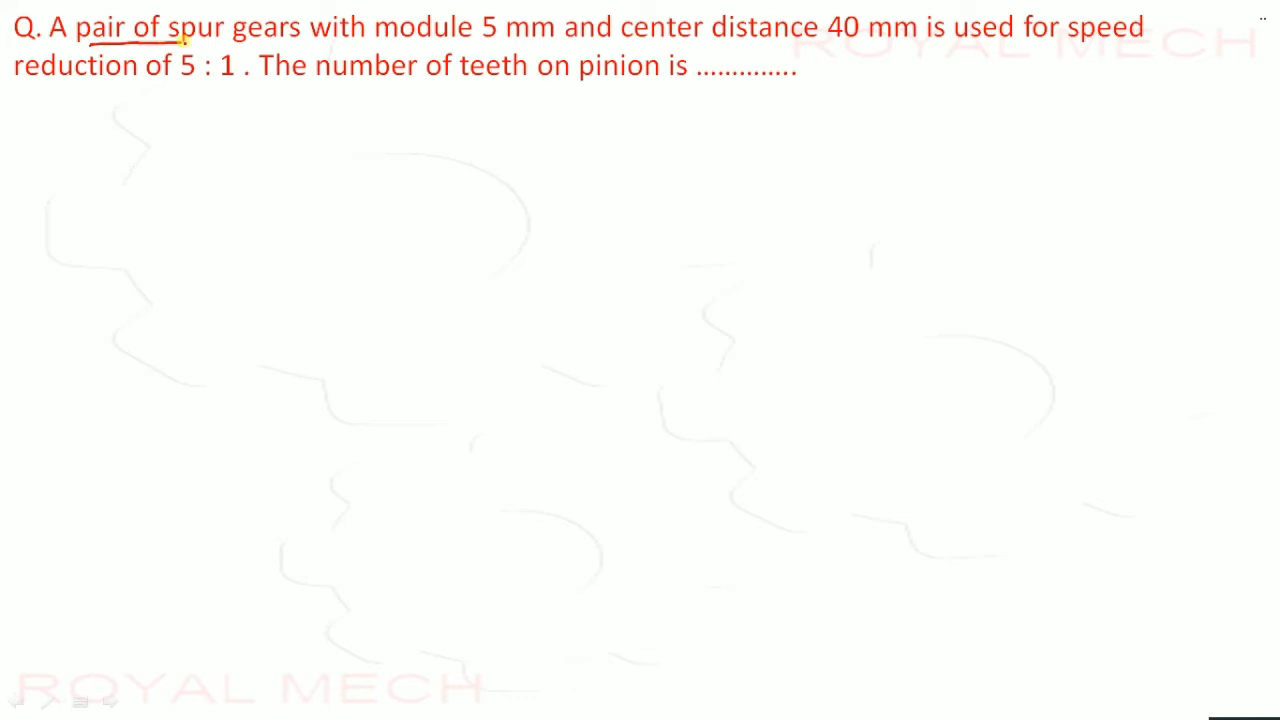 Q. A pair of spur gears with module 5 mm and center distance 40 mm is used for speed
reduction of 5 : 1 . The number of teeth on pinion is ..............
ROYAL MECH
ROYAL MECH